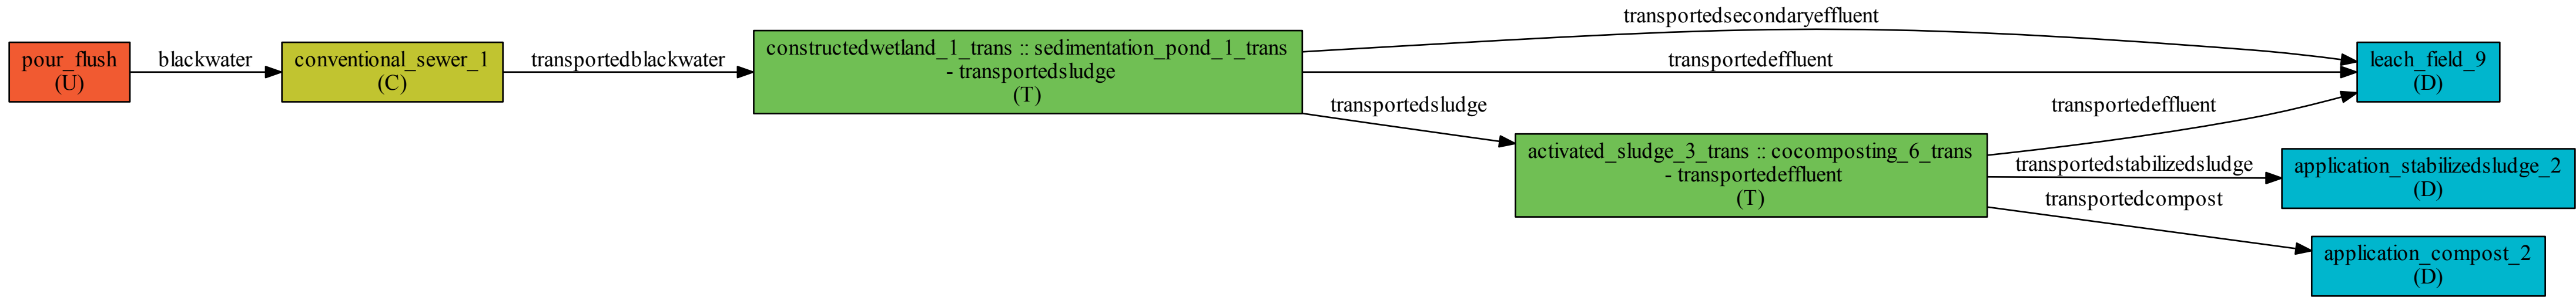 pour_flush
(U)
blackwater
conventional_sewer_1
(C)
transportedblackwater
constructedwetland_1_trans :: sedimentation_pond_1_trans
- transportedsludge
(T)
transportedsecondaryeffluent
transportedeffluent
transportedsludge
leach_field_9
(D)
activated_sludge_3_trans :: cocomposting_6_trans
- transportedeffluent
(T)
transportedeffluent
transportedstabilizedsludge
transportedcompost
application_stabilizedsludge_2
(D)
application_compost_2
(D)